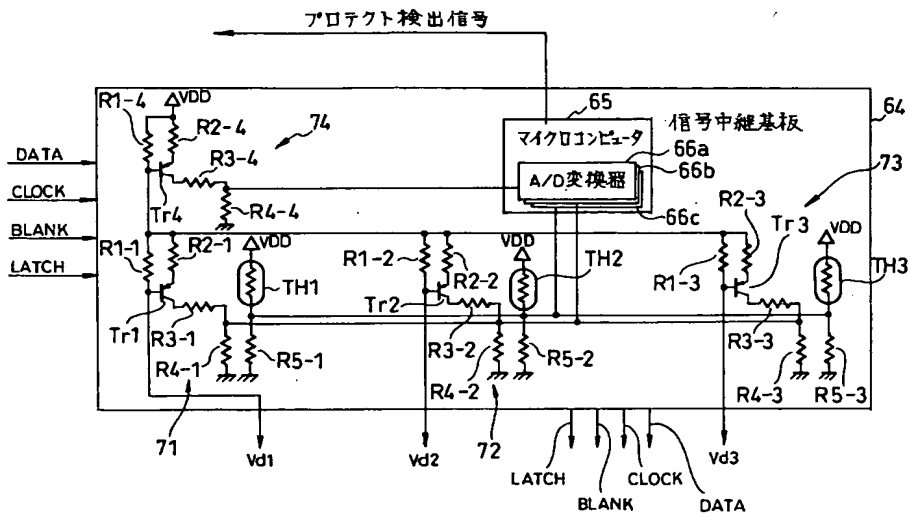 プロテクト検出信号
VDD
R1-4
R2-4
74
65
64
信号中継基板
マイクロコンピュータ
66a
66b
A/D変換器
66c
73
DATA
R3-4
CLOCK
Tr4
R4-4
R2-3
Tr3
BLANK
R1-1
R2-1
VDD
R1-2
R2-2
VDD
TH2
R1-3
VDD
LATCH
TH1
TH3
Tr1
R3-1
Tr2
R3-2
R3-3
R4-1
R5-1
R4-2
R5-2
R4-3
R5-3
71
72
Vd1
Vd2
Vd3
LATCH
BLANK
CLOCK
DATA